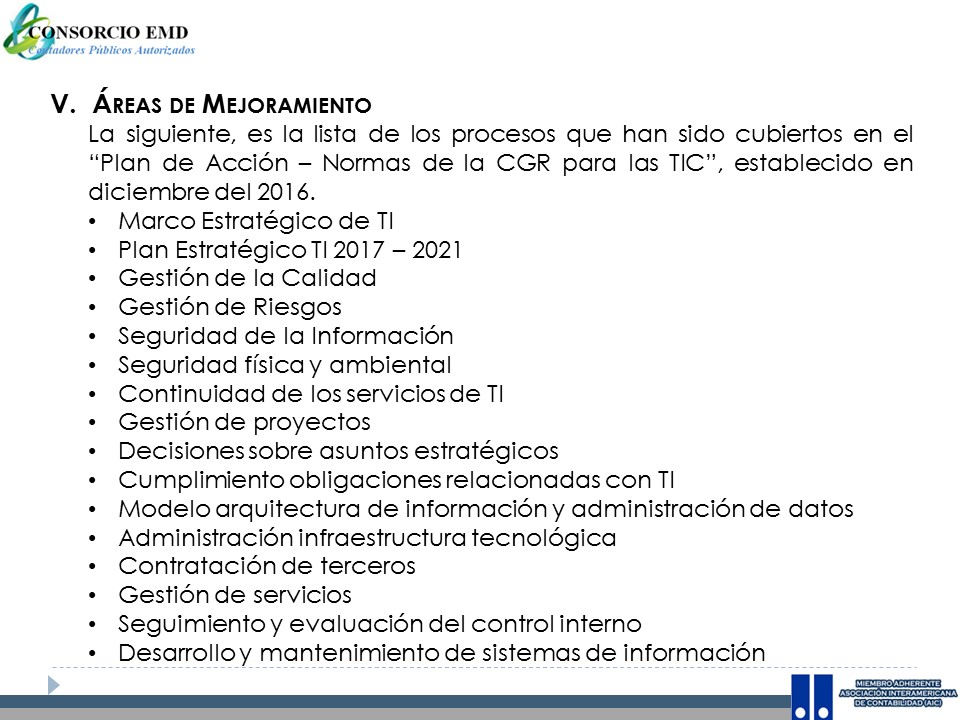 CONSORCIO EMD
Contadores Públicos Autorizados
V. ÁREAS DE MEJORAMIENTO
La siguiente, es la lista de los procesos que han sido cubiertos en el
“Plan de Acción – Normas de la CGR para las TIC”, establecido en
diciembre del 2016.
• Marco Estratégico de TI
• Plan Estratégico TI 2017 – 2021
• Gestión de la Calidad
• Gestión de Riesgos
• Seguridad de la Información
• Seguridad física y ambiental
• Continuidad de los servicios de TI
• Gestión de proyectos
• Decisiones sobre asuntos estratégicos
• Cumplimiento obligaciones relacionadas con TI
• Modelo arquitectura de información y administración de datos
• Administración infraestructura tecnológica
• Contratación de terceros
• Gestión de servicios
• Seguimiento y evaluación del control interno
• Desarrollo y mantenimiento de sistemas de información
MIEMBRO ADHERENTE
ASOCIACIÓN INTERAMERICANA
DE CONTABILIDAD (AIC)